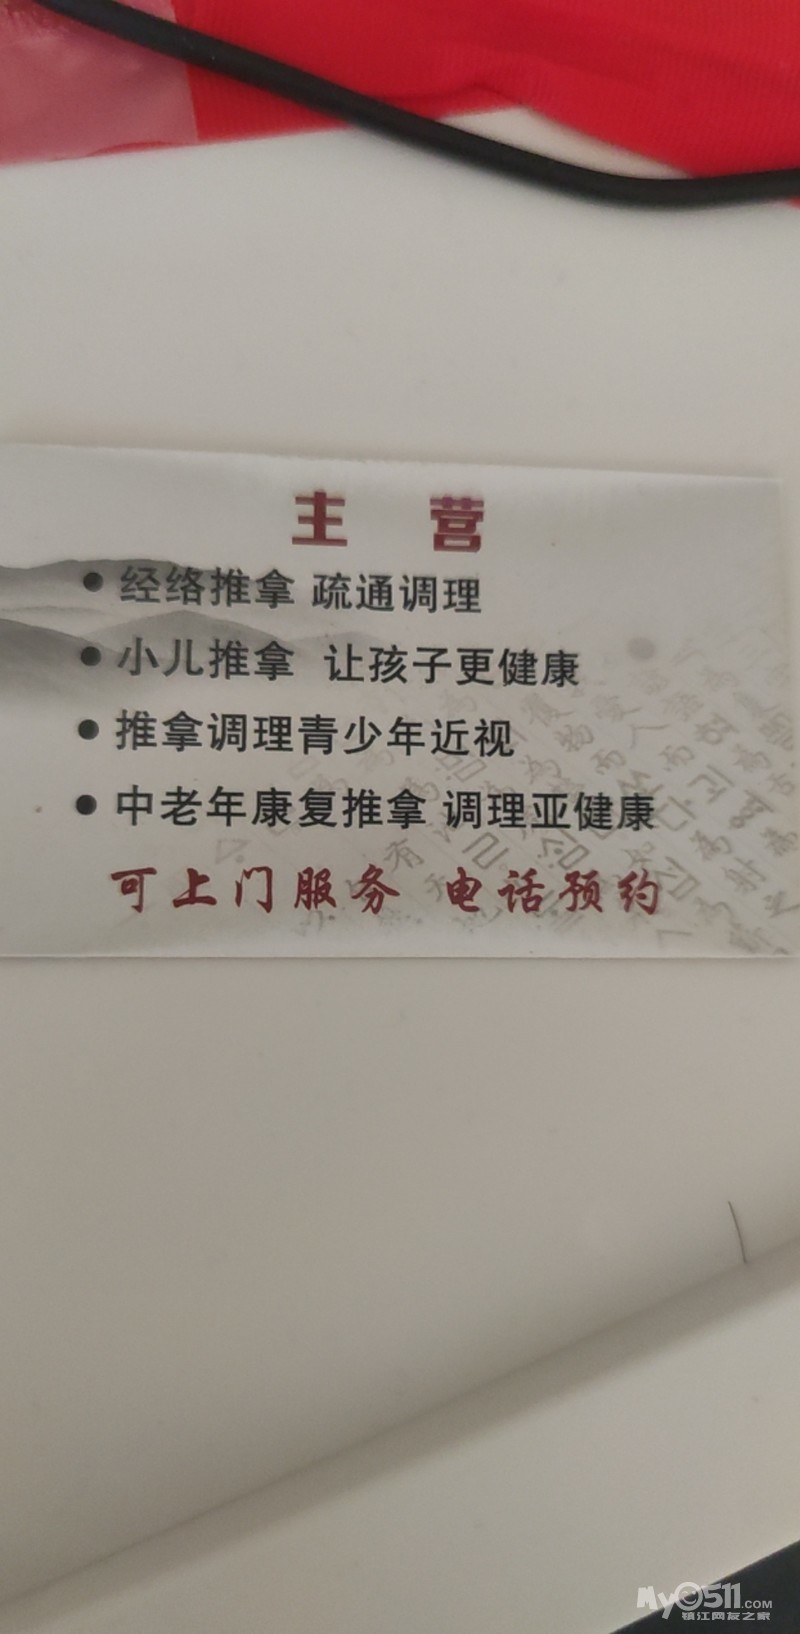 主 营
• 经络推拿 疏通调理
• 小儿推拿 让孩子更健康
• 推拿调理青少年近视
• 中老年康复推拿 调理亚健康
可上门服务 电话预约
My0511.COM
镇江网友之家